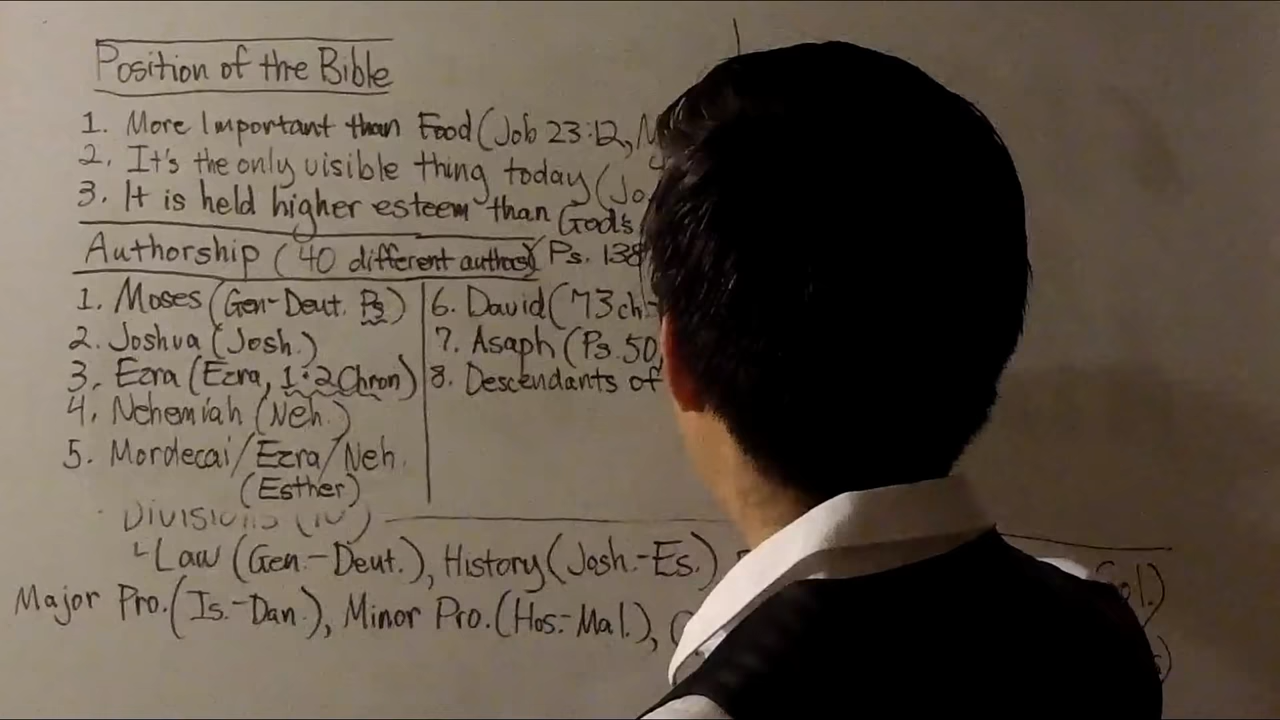 Position of the Bible
1. More Important than Food (Job 23:12, M
2. It's the only visible thing today (Jo.
3. It is held higher esteem than God's
Authorship (40 different authors) Ps. 138
1. Moses (Gen-Deut. Ps)
2. Joshua (Josh.)
3. Ezra (Ezra, 1·2 Chron)
4. Nehemiah (Neh.)
5. Mordecai/Ezra/Neh.
(Esther)
6. David (73 ch.
7. Asaph (Ps. 50,
8. Descendants of
Divisions (10)
Law (Gen.-Deut.), History (Josh.-Es.)
Major Pro. (Is.-Dan.), Minor Pro. (Hos.-Mal.),